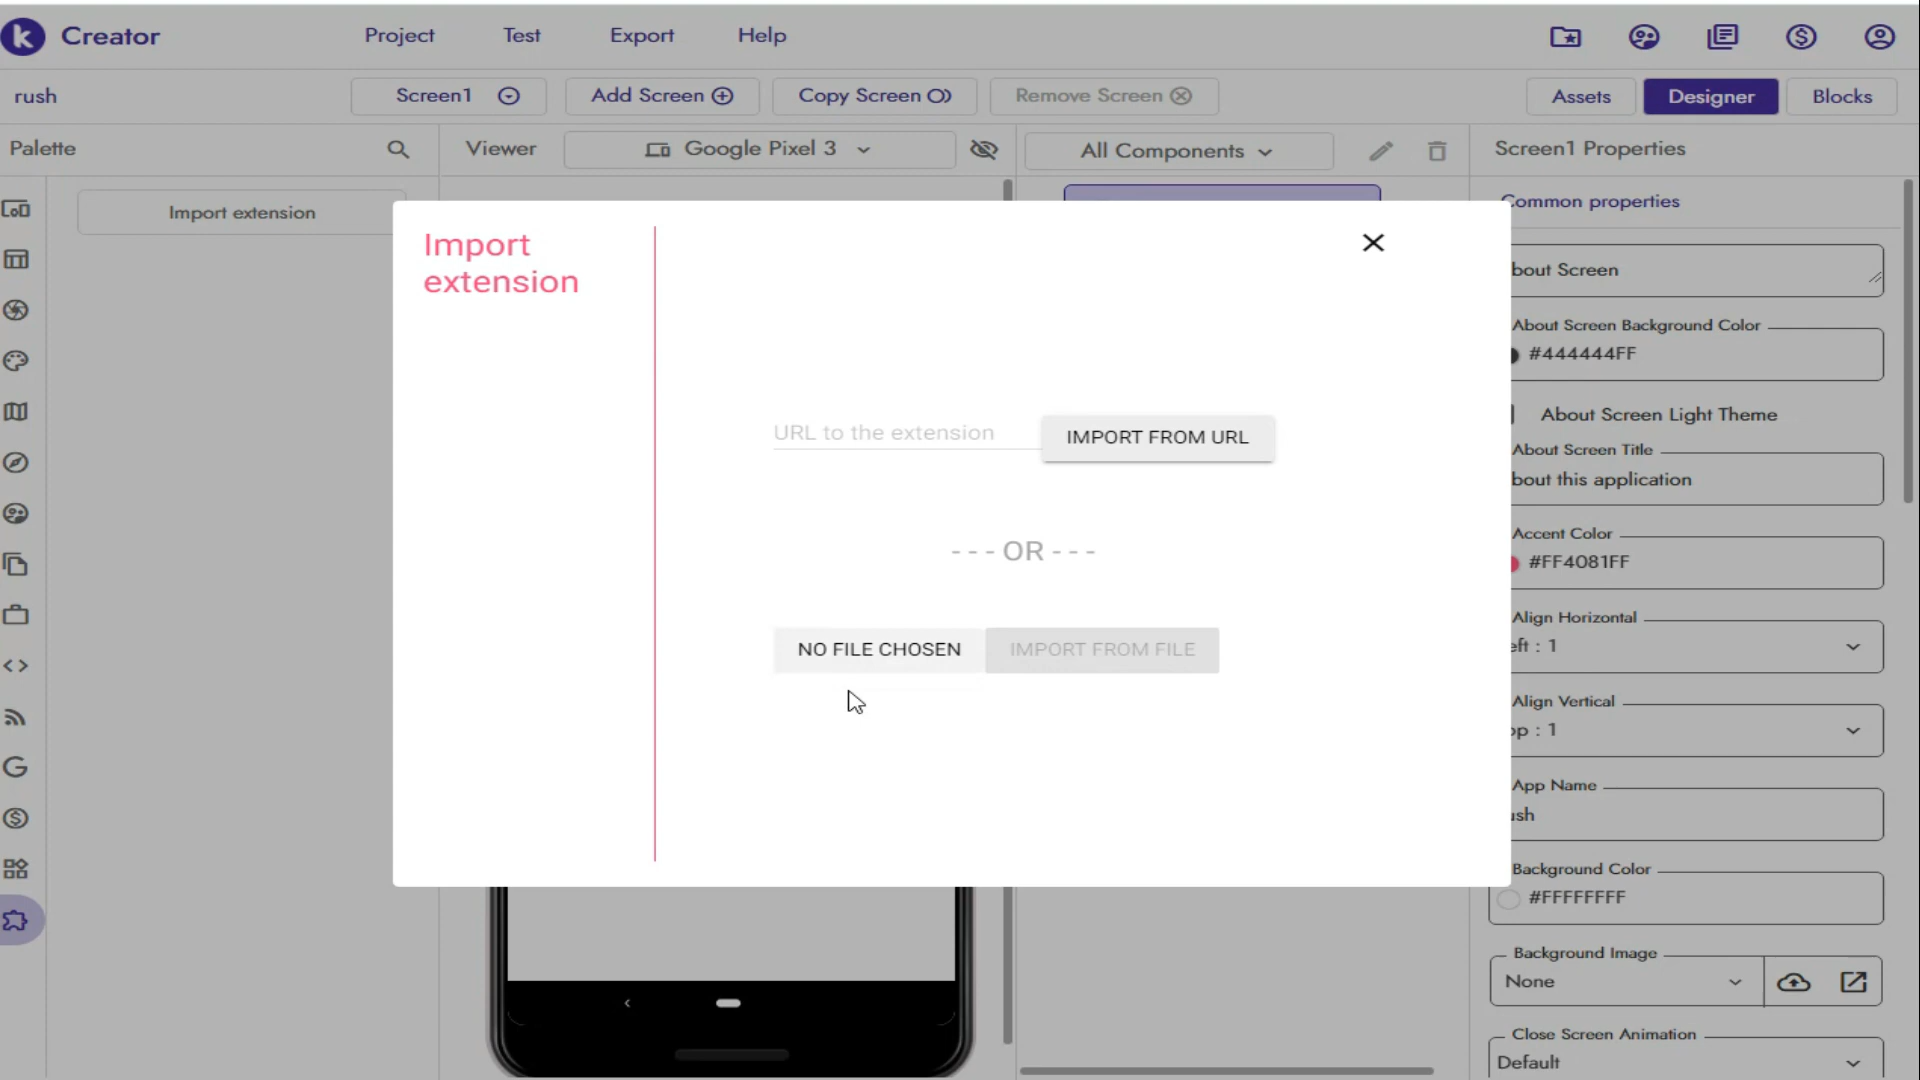 Creator
Project
Test
Export
Help
rush
Screen1
Add Screen
Copy Screen
Remove Screen
Assets
Designer
Blocks
Palette
Viewer
Google Pixel 3
All Components
Screen1 Properties
Import extension
Common properties
Import
extension
URL to the extension
IMPORT FROM URL
- - - OR - - -
NO FILE CHOSEN
IMPORT FROM FILE
bout Screen
About Screen Background Color
#444444FF
About Screen Light Theme
About Screen Title
bout this application
Accent Color
#FF4081FF
Align Horizontal
eft : 1
Align Vertical
op : 1
App Name
ush
Background Color
#FFFFFFFF
Background Image
None
Close Screen Animation
Default